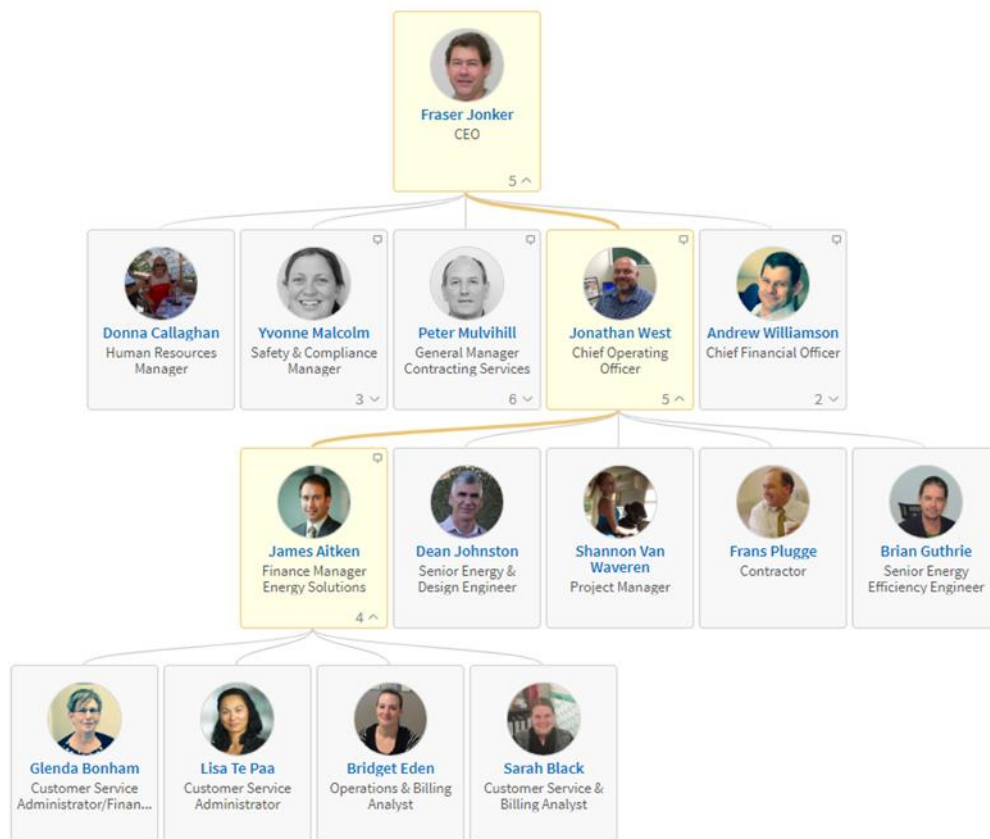 Fraser Jonker
CEO
5
Donna Callaghan
Human Resources
Manager
Yvonne Malcolm
Safety & Compliance
Manager
3
Peter Mulvihill
General Manager
Contracting Services
6
Jonathan West
Chief Operating
Officer
5
Andrew Williamson
Chief Financial Officer
2
James Aitken
Finance Manager
Energy Solutions
4
Dean Johnston
Senior Energy &
Design Engineer
Shannon Van
Waveren
Project Manager
Frans Plugge
Contractor
Brian Guthrie
Senior Energy
Efficiency Engineer
Glenda Bonham
Customer Service
Administrator/Finan...
Lisa Te Paa
Customer Service
Administrator
Bridget Eden
Operations & Billing
Analyst
Sarah Black
Customer Service &
Billing Analyst